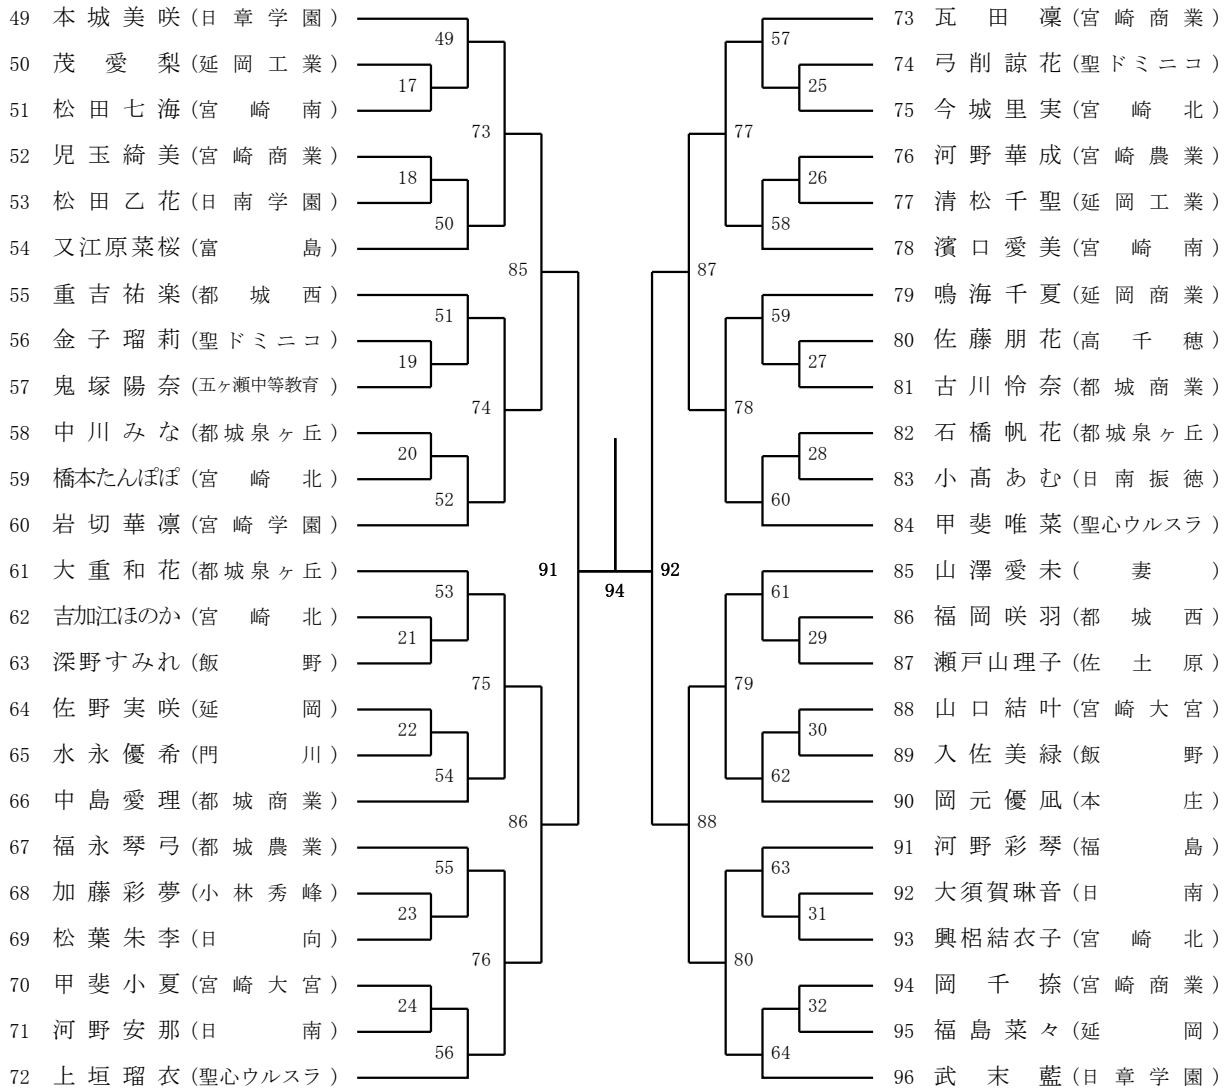 49 本城美咲 (日章学園)
50 茂愛梨 (延岡工業)
51 松田七海 (宮崎南)
52 児玉綺美 (宮崎商業)
53 松田乙花 (日南学園)
54 又江原菜桜 (富島)
55 重吉祐楽 (都城西)
56 金子瑠莉 (聖ドミニコ)
57 鬼塚陽奈 (五ヶ瀬中等教育)
58 中川みな (都城泉ヶ丘)
59 橋本たんぽぽ (宮崎北)
60 岩切華凛 (宮崎学園)
61 大重和花 (都城泉ヶ丘)
62 吉加江ほのか (宮崎北)
63 深野すみれ (飯野)
64 佐野実咲 (延岡)
65 水永優希 (門川)
66 中島愛理 (都城商業)
67 福永琴弓 (都城農業)
68 加藤彩夢 (小林秀峰)
69 松葉朱李 (日向)
70 甲斐小夏 (宮崎大宮)
71 河野安那 (日南)
72 上垣瑠衣 (聖心ウルスラ)
49
17
73
18
50
85
51
19
74
20
52
91
53
21
75
22
54
86
55
23
76
24
56
94
92
57
25
77
26
58
87
59
27
78
28
60
61
29
79
30
62
88
63
31
80
32
64
73 瓦田凜 (宮崎商業)
74 弓削諒花 (聖ドミニコ)
75 今城里実 (宮崎北)
76 河野華成 (宮崎農業)
77 清松千聖 (延岡工業)
78 濱口愛美 (宮崎南)
79 鳴海千夏 (延岡商業)
80 佐藤朋花 (高千穂)
81 古川怜奈 (都城商業)
82 石橋帆花 (都城泉ヶ丘)
83 小髙あむ (日南振徳)
84 甲斐唯菜 (聖心ウルスラ)
85 山澤愛未 (妻)
86 福岡咲羽 (都城西)
87 瀬戸山理子 (佐土原)
88 山口結叶 (宮崎大宮)
89 入佐美緑 (飯野)
90 岡元優凪 (本庄)
91 河野彩琴 (福島)
92 大須賀琳音 (日南)
93 興梠結衣子 (宮崎北)
94 岡千捺 (宮崎商業)
95 福島菜々 (延岡)
96 武末藍 (日章学園)